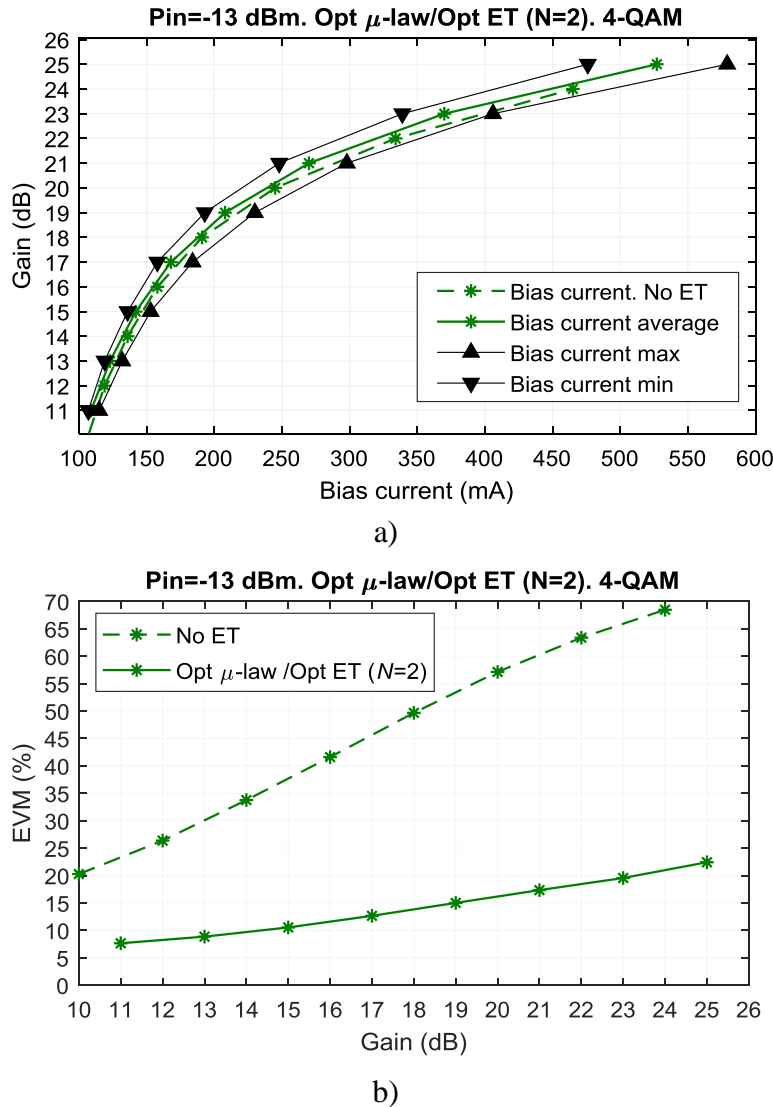 Pin=-13 dBm. Opt μ-law/Opt ET (N=2). 4-QAM
26
25
24
23
22
21
20
19
18
17
16
15
14
13
12
11
Gain (dB)
Bias current. No ET
Bias current average
Bias current max
Bias current min
100 150 200 250 300 350 400 450 500 550 600
Bias current (mA)
a)
Pin=-13 dBm. Opt μ-law/Opt ET (N=2). 4-QAM
70
65
60
55
50
45
40
35
30
25
20
15
10
5
0
EVM (%)
No ET
Opt μ-law /Opt ET (N=2)
10 11 12 13 14 15 16 17 18 19 20 21 22 23 24 25 26
Gain (dB)
b)